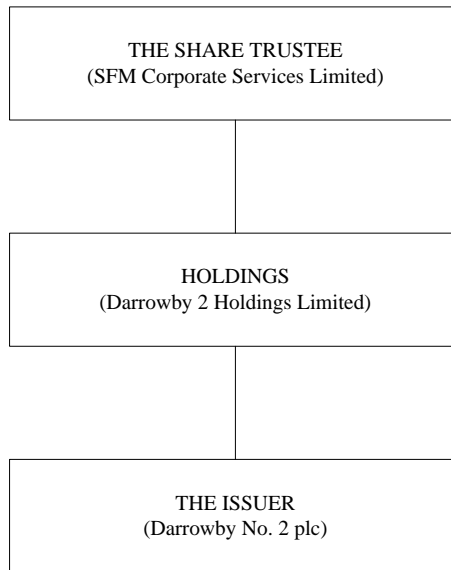 THE SHARE TRUSTEE
(SFM Corporate Services Limited)
HOLDINGS
(Darrowby 2 Holdings Limited)
THE ISSUER
(Darrowby No. 2 plc)